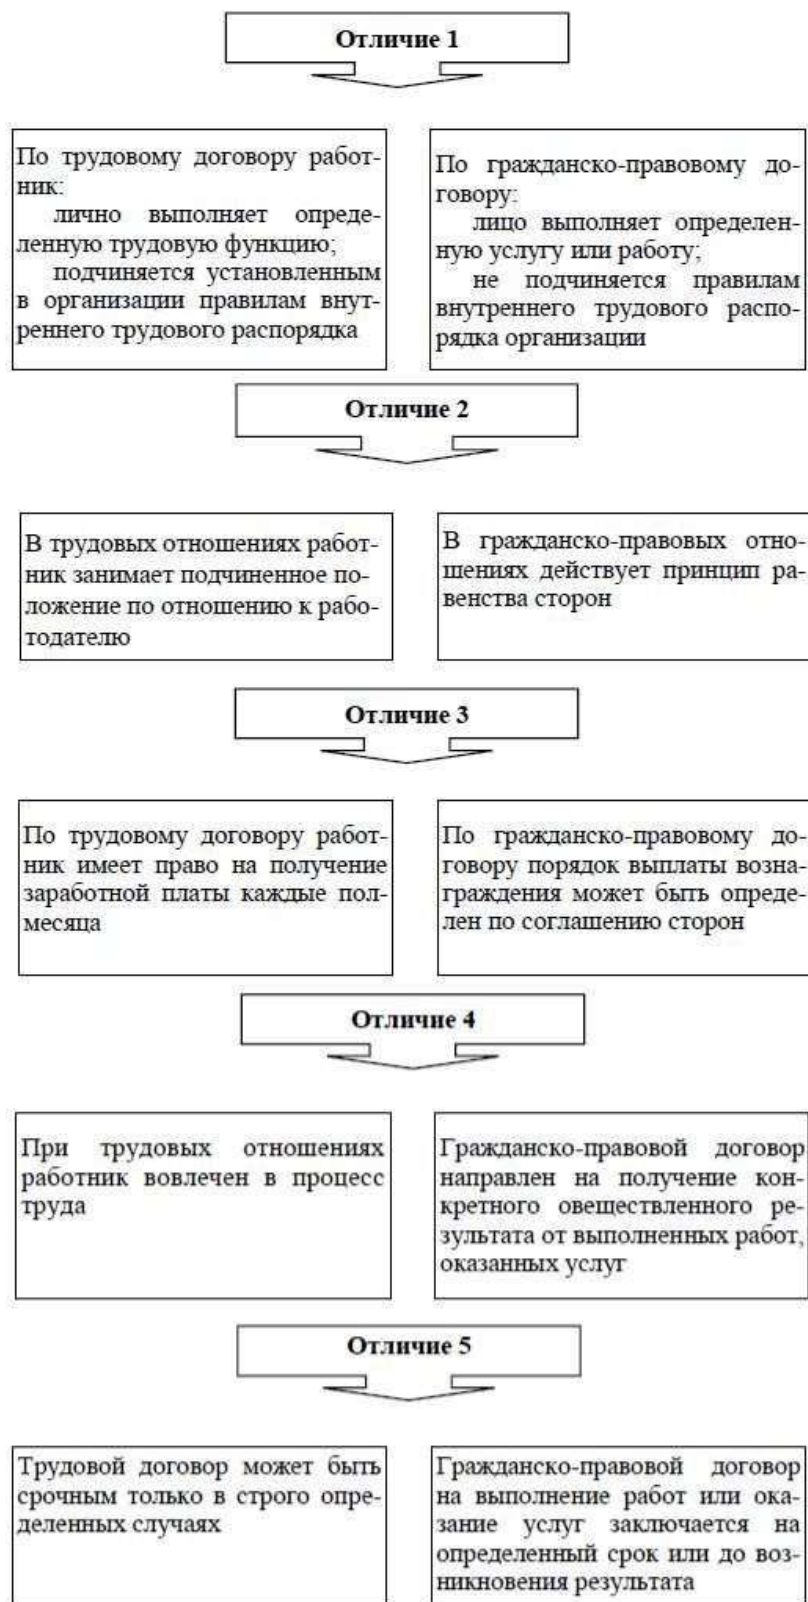 Отличие 1
По трудовому договору работ-
ник:
лично выполняет опреде-
ленную трудовую функцию;
подчиняется установленным
в организации правилам внут-
реннего трудового распорядка
По гражданско-правовому до-
говору:
лицо выполняет определен-
ную услугу или работу;
не подчиняется правилам
внутреннего трудового распо-
рядка организации
Отличие 2
В трудовых отношениях работ-
ник занимает подчиненное по-
ложение по отношению к рабо-
тодателю
В гражданско-правовых отно-
шениях действует принцип ра-
венства сторон
Отличие 3
По трудовому договору работ-
ник имеет право на получение
заработной платы каждые пол-
месяца
По гражданско-правовому до-
говору порядок выплаты возна-
граждения может быть опреде-
лен по соглашению сторон
Отличие 4
При трудовых отношениях
работник вовлечен в процесс
труда
Гражданско-правовой договор
направлен на получение кон-
кретного овеществленного ре-
зультата от выполненных работ,
оказанных услуг
Отличие 5
Трудовой договор может быть
срочным только в строго опре-
деленных случаях
Гражданско-правовой договор
на выполнение работ или ока-
зание услуг заключается на
определенный срок или до воз-
никновения результата